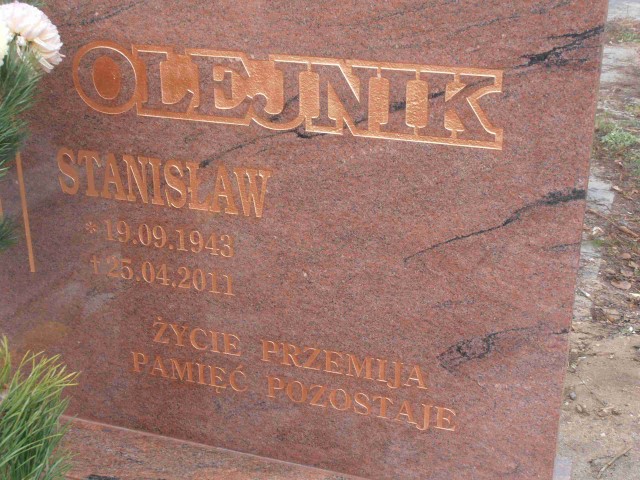 OLEJNIK
STANISŁAW
* 19.09.1943
† 25.04.2011
ŻYCIE PRZEMIJA
PAMIĘĆ POZOSTAJE